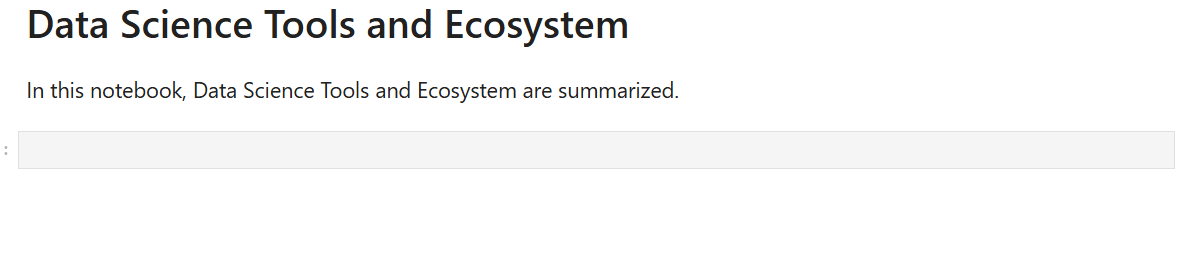 Data Science Tools and Ecosystem
In this notebook, Data Science Tools and Ecosystem are summarized.
: